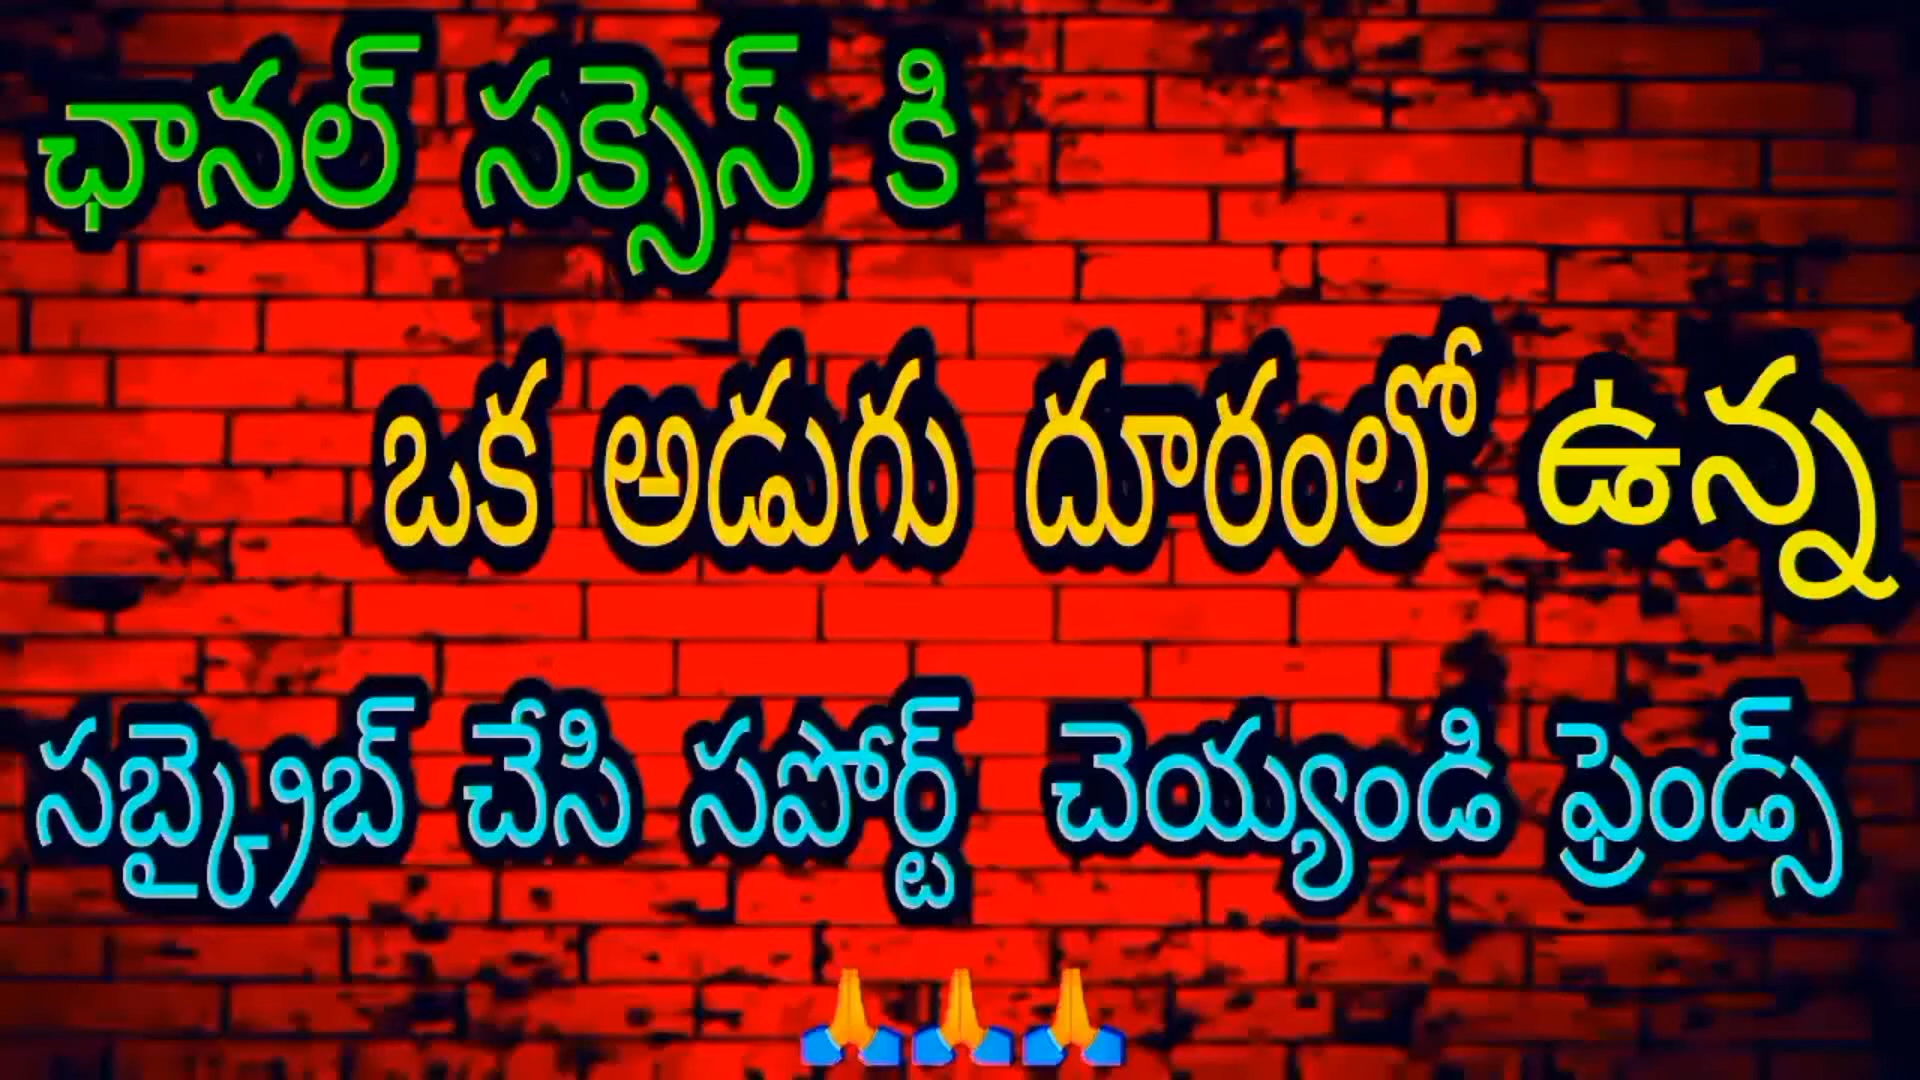 ఛానల్ సక్సెస్ కి
ఒక అడుగు దూరంలో ఉన్న
సబ్స్క్రైబ్ చేసి సపోర్ట్ చెయ్యండి ఫ్రెండ్స్
🙏🙏🙏